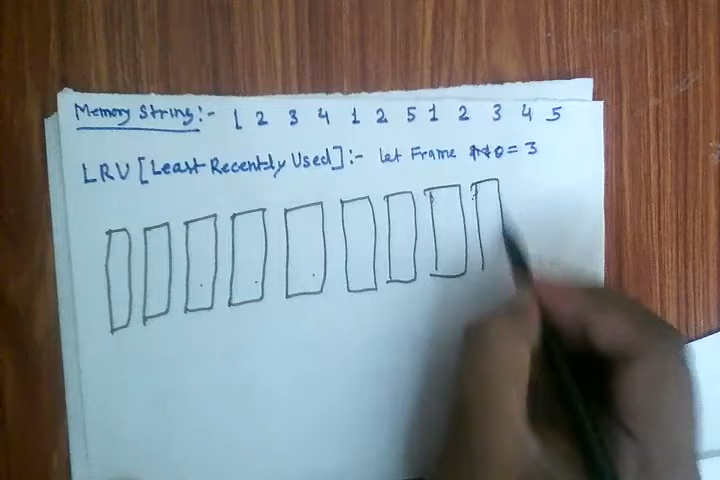 Memory String:- 1 2 3 4 1 2 5 1 2 3 4 5
LRU [Least Recently Used]:- let Frame no = 3